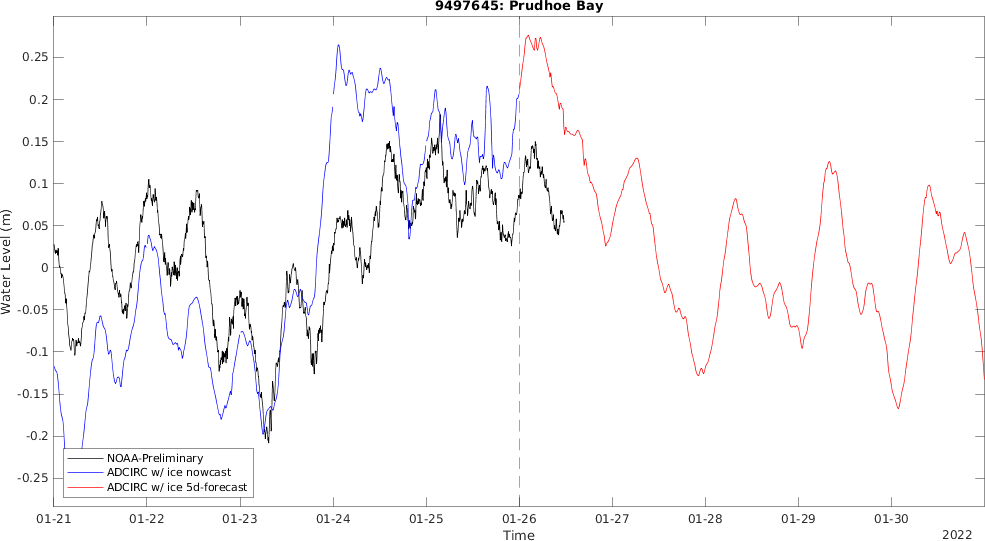 9497645: Prudhoe Bay
Water Level (m)
0.25
0.2
0.15
0.1
0.05
0
-0.05
-0.1
-0.15
-0.2
-0.25
NOAA-Preliminary
ADCIRC w/ ice nowcast
ADCIRC w/ ice 5d-forecast
01-21 01-22 01-23 01-24 01-25 01-26 01-27 01-28 01-29 01-30
Time
2022